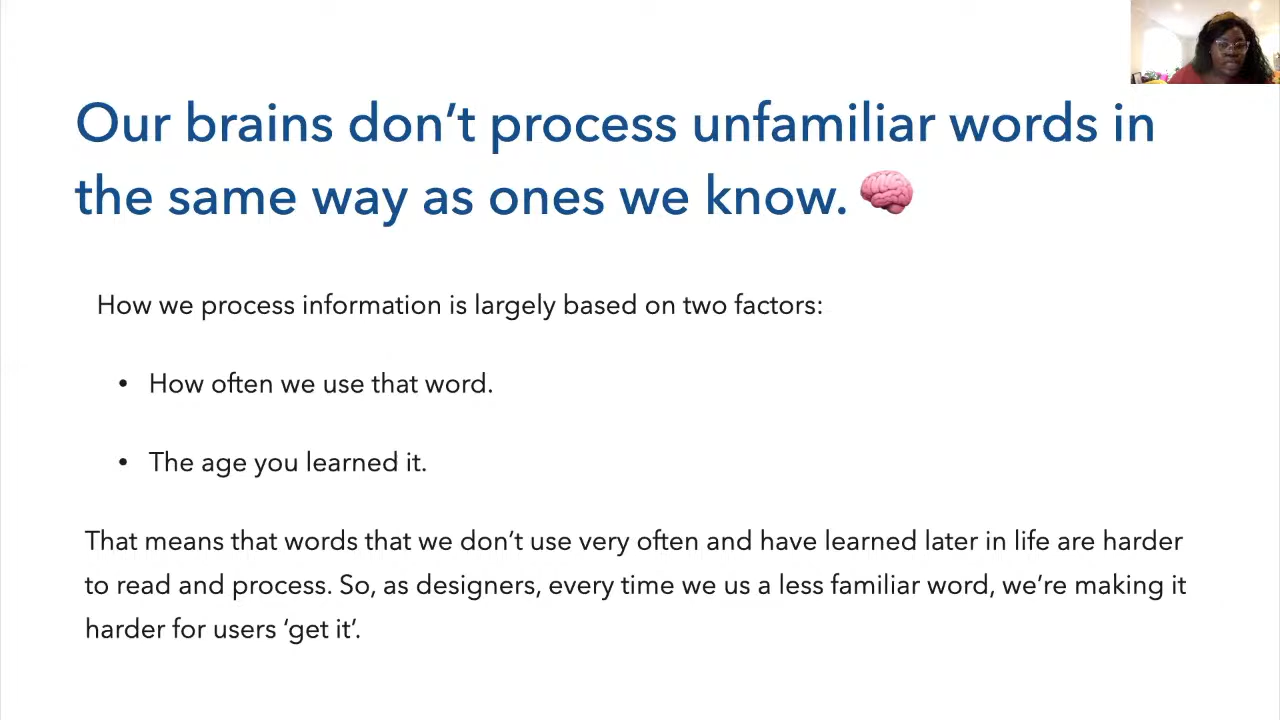 Our brains don’t process unfamiliar words in
the same way as ones we know. 🧠
How we process information is largely based on two factors:
• How often we use that word.
• The age you learned it.
That means that words that we don’t use very often and have learned later in life are harder
to read and process. So, as designers, every time we us a less familiar word, we’re making it
harder for users ‘get it’.